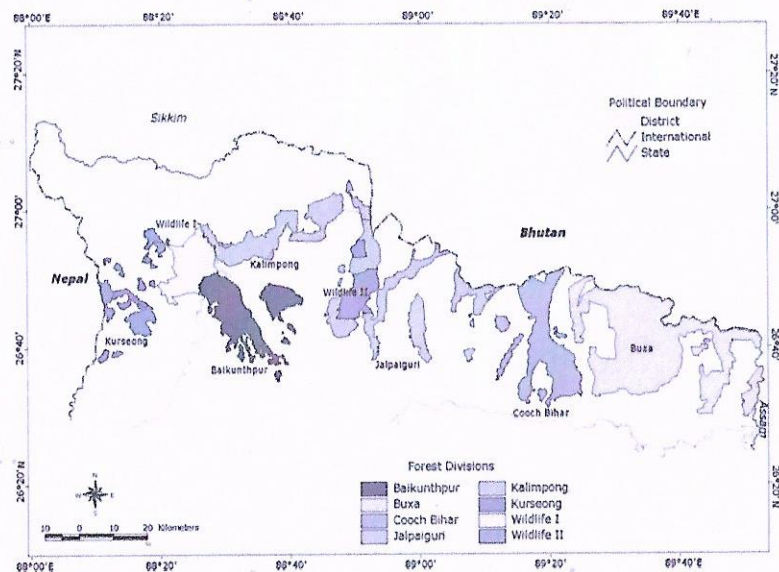 88°00'E 88°20' 88°40' 89°00' 89°20' 89°40'
27°20'N
27°00'
26°40'
26°20'N
27°20'N
27°00'
26°40'
26°20'N
Political Boundary
District
International
State
Sikkim
Bhutan
Nepal
Assam
Wildlife I
Kalimpong
Wildlife II
Kurseong
Baikunthpur
Jalpaiguri
Cooch Bihar
Buxa
Forest Divisions
Baikunthpur
Buxa
Cooch Bihar
Jalpaiguri
Kalimpong
Kurseong
Wildlife I
Wildlife II
N
W E
S
10 0 10 20 Kilometers
88°00'E 88°20' 88°40' 89°00' 89°20' 89°40'E